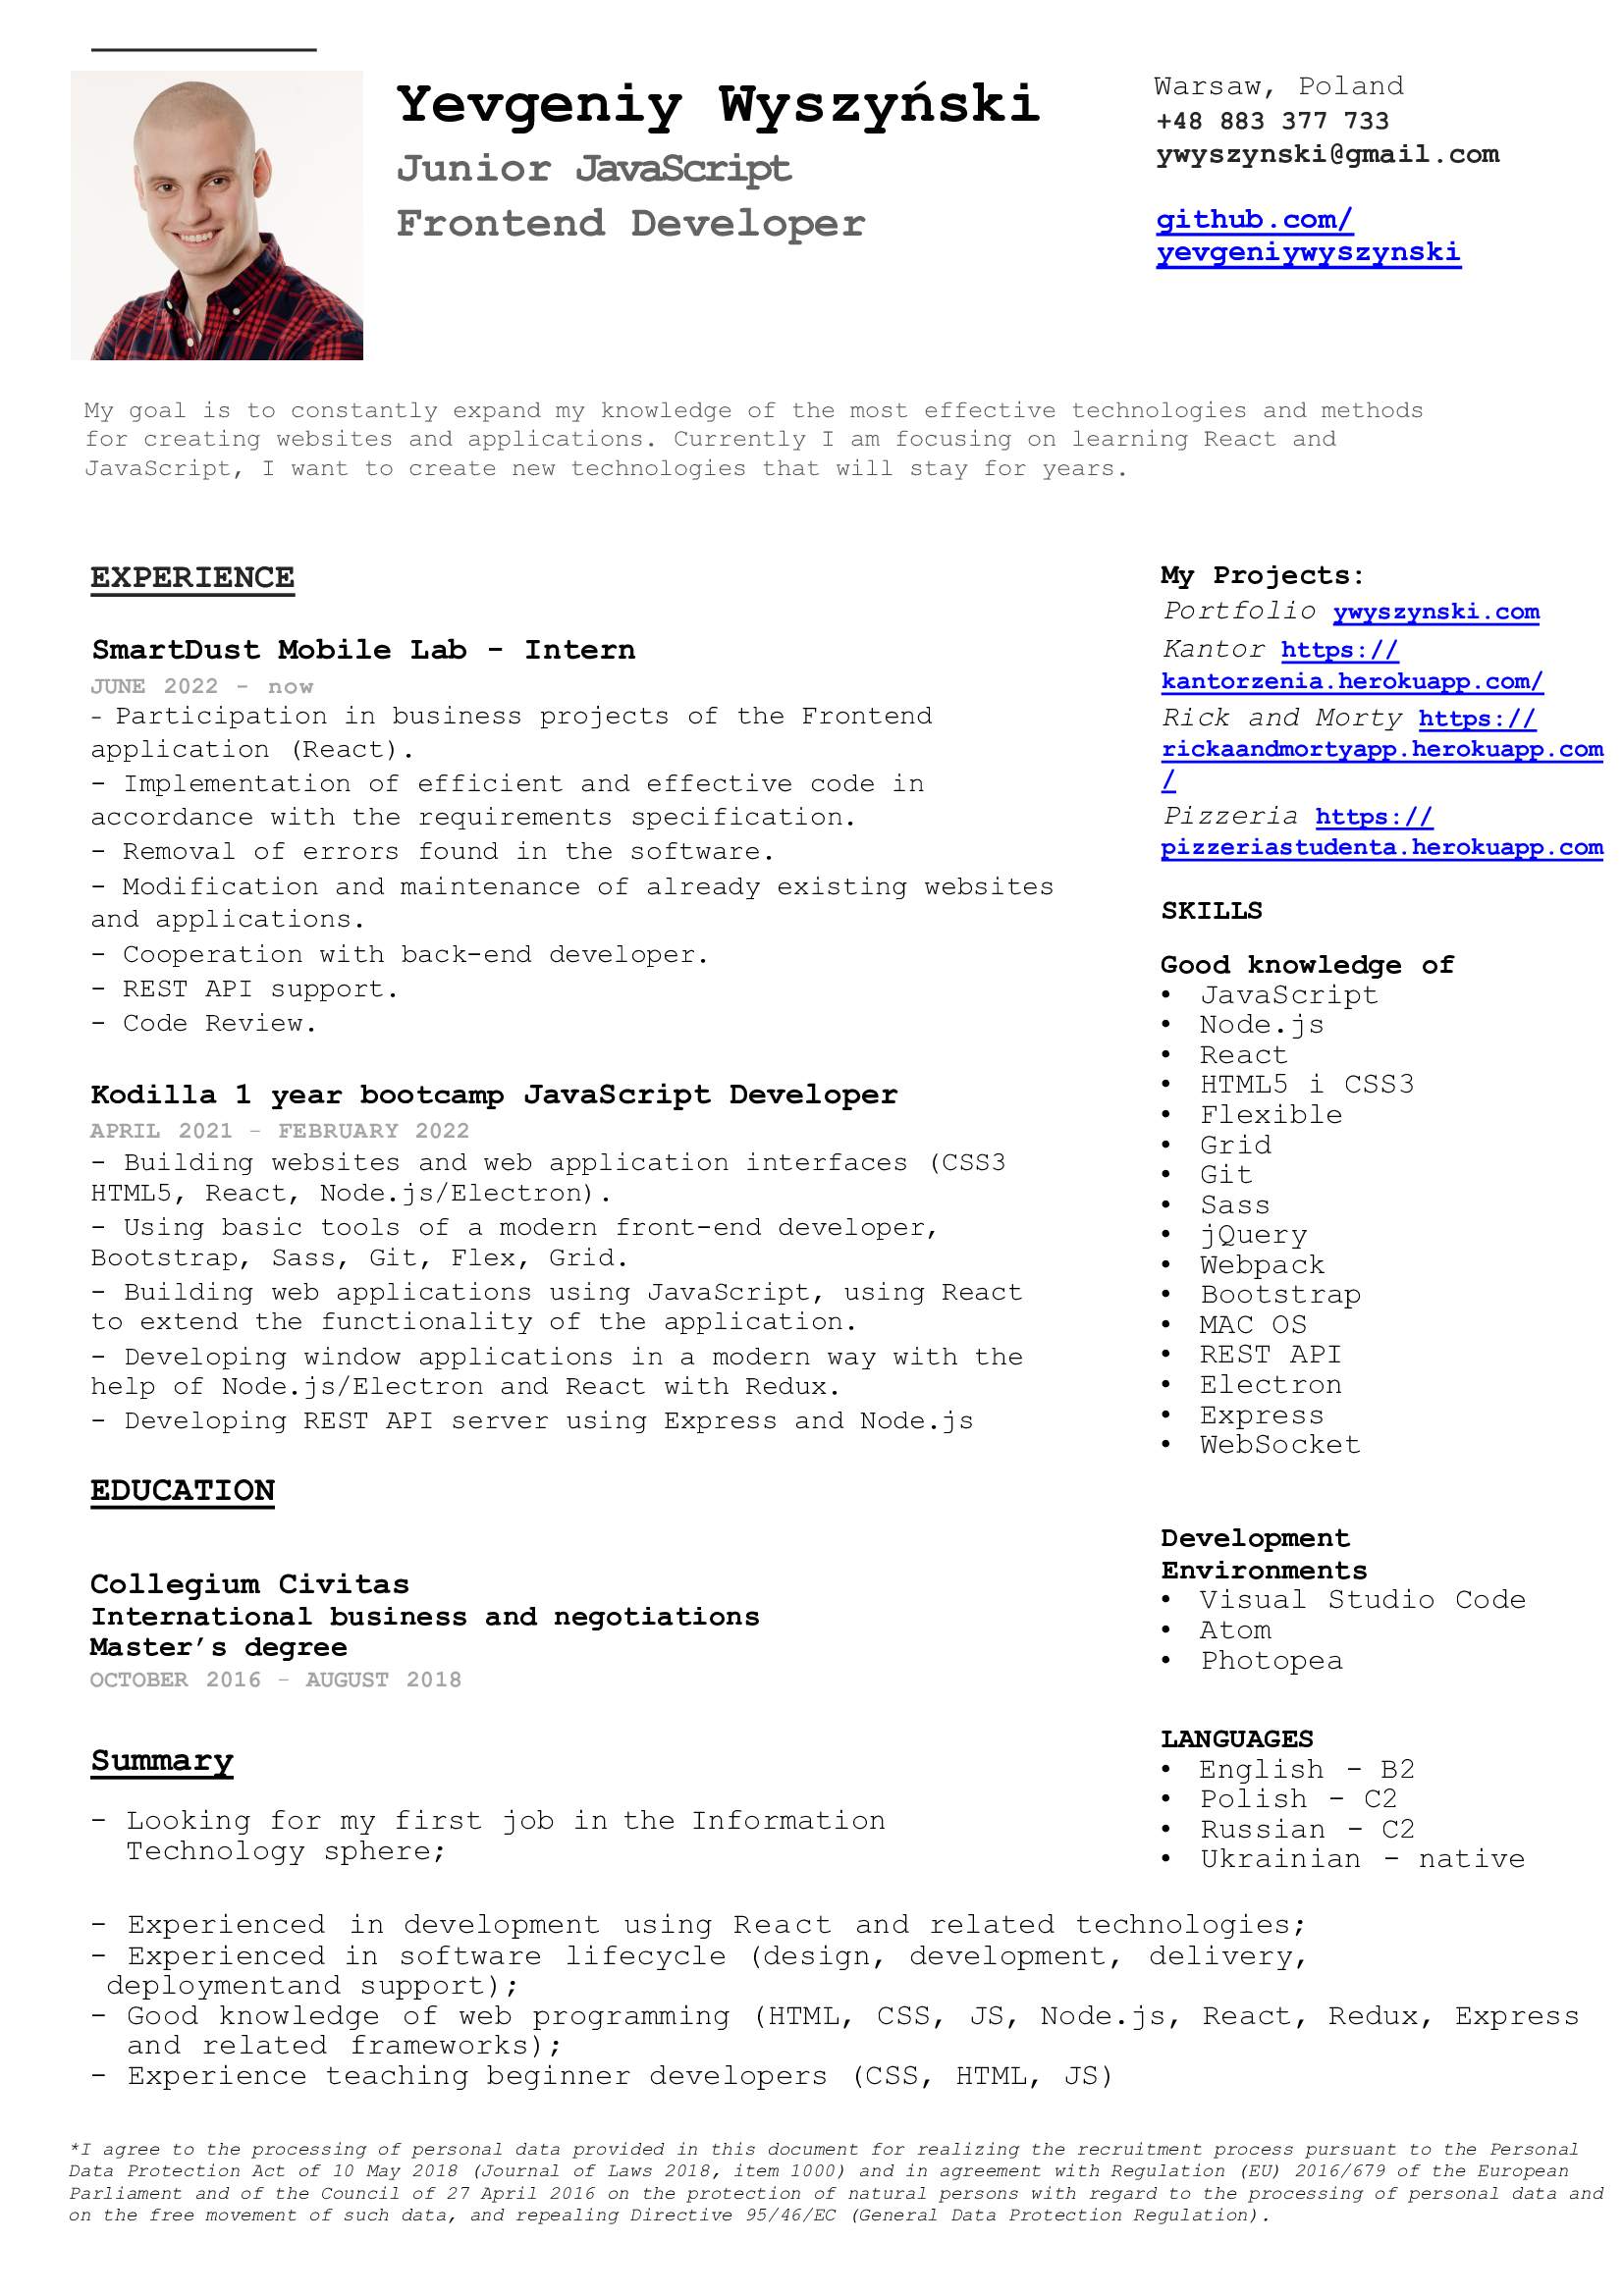 Yevgeniy Wyszyński
Junior JavaScript
Frontend Developer
Warsaw, Poland
+48 883 377 733
ywyszynski@gmail.com
github.com/
yevgeniywyszynski
My goal is to constantly expand my knowledge of the most effective technologies and methods
for creating websites and applications. Currently I am focusing on learning React and
JavaScript, I want to create new technologies that will stay for years.
EXPERIENCE
SmartDust Mobile Lab - Intern
JUNE 2022 - now
- Participation in business projects of the Frontend
application (React).
- Implementation of efficient and effective code in
accordance with the requirements specification.
- Removal of errors found in the software.
- Modification and maintenance of already existing websites
and applications.
- Cooperation with back-end developer.
- REST API support.
- Code Review.
Kodilla 1 year bootcamp JavaScript Developer
APRIL 2021 – FEBRUARY 2022
- Building websites and web application interfaces (CSS3
HTML5, React, Node.js/Electron).
- Using basic tools of a modern front-end developer,
Bootstrap, Sass, Git, Flex, Grid.
- Building web applications using JavaScript, using React
to extend the functionality of the application.
- Developing window applications in a modern way with the
help of Node.js/Electron and React with Redux.
- Developing REST API server using Express and Node.js
EDUCATION
Collegium Civitas
International business and negotiations
Master's degree
OCTOBER 2016 – AUGUST 2018
Summary
- Looking for my first job in the Information
Technology sphere;
- Experienced in development using React and related technologies;
- Experienced in software lifecycle (design, development, delivery,
deploymentand support);
- Good knowledge of web programming (HTML, CSS, JS, Node.js, React, Redux, Express
and related frameworks);
- Experience teaching beginner developers (CSS, HTML, JS)
My Projects:
Portfolio ywyszynski.com
Kantor https://
kantorzenia.herokuapp.com/
Rick and Morty https://
rickaandmortyapp.herokuapp.com
/
Pizzeria https://
pizzeriastudenta.herokuapp.com
SKILLS
Good knowledge of
• JavaScript
• Node.js
• React
• HTML5 i CSS3
• Flexible
• Grid
• Git
• Sass
• jQuery
• Webpack
• Bootstrap
• MAC OS
• REST API
• Electron
• Express
• WebSocket
Development
Environments
• Visual Studio Code
• Atom
• Photopea
LANGUAGES
• English - B2
• Polish - C2
• Russian - C2
• Ukrainian - native
*I agree to the processing of personal data provided in this document for realizing the recruitment process pursuant to the Personal
Data Protection Act of 10 May 2018 (Journal of Laws 2018, item 1000) and in agreement with Regulation (EU) 2016/679 of the European
Parliament and of the Council of 27 April 2016 on the protection of natural persons with regard to the processing of personal data and
on the free movement of such data, and repealing Directive 95/46/EC (General Data Protection Regulation).